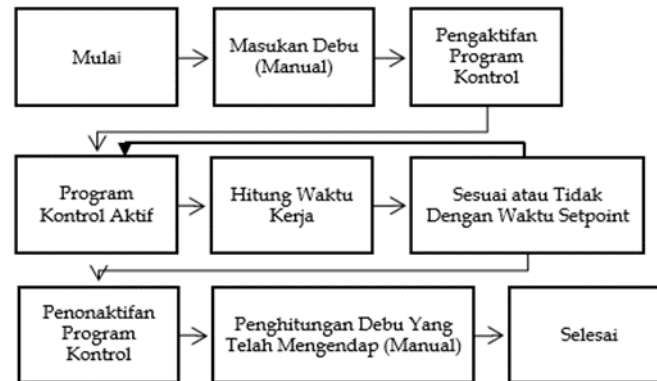 Mulai
Masukan Debu
(Manual)
Pengaktifan
Program
Kontrol
Program
Kontrol Aktif
Hitung Waktu
Kerja
Sesuai atau Tidak
Dengan Waktu Setpoint
Penonaktifan
Program
Kontrol
Penghitungan Debu Yang
Telah Mengendap (Manual)
Selesai